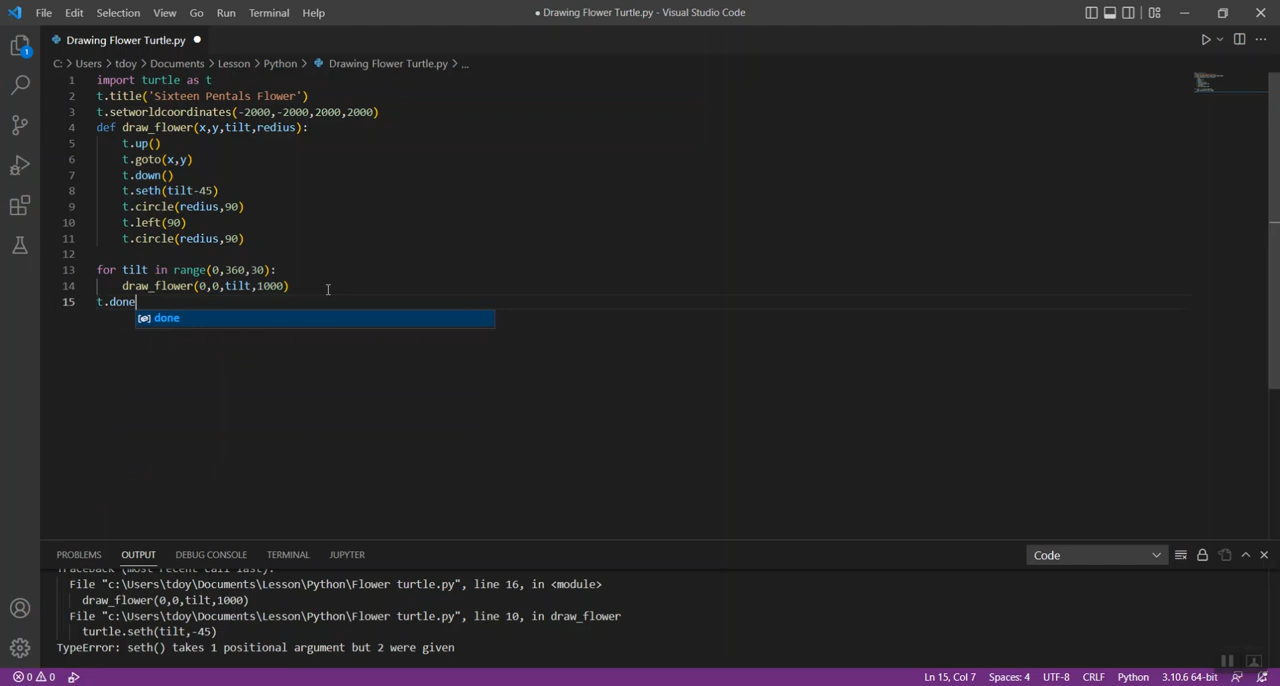 File Edit Selection View Go Run Terminal Help
● Drawing Flower Turtle.py - Visual Studio Code
1
Drawing Flower Turtle.py ●
C: > Users > tdoy > Documents > Lesson > Python > Drawing Flower Turtle.py > ...
1 import turtle as t
2 t.title('Sixteen Pentals Flower')
3 t.setworldcoordinates(-2000,-2000,2000,2000)
4 def draw_flower(x,y,tilt,redius):
5 t.up()
6 t.goto(x,y)
7 t.down()
8 t.seth(tilt-45)
9 t.circle(redius,90)
10 t.left(90)
11 t.circle(redius,90)
12
13 for tilt in range(0,360,30):
14 draw_flower(0,0,tilt,1000)
15 t.done
done
PROBLEMS OUTPUT DEBUG CONSOLE TERMINAL JUPYTER Code
Traceback (most recent call last):
File "c:\Users\tdoy\Documents\Lesson\Python\Flower turtle.py", line 16, in <module>
draw_flower(0,0,tilt,1000)
File "c:\Users\tdoy\Documents\Lesson\Python\Flower turtle.py", line 10, in draw_flower
turtle.seth(tilt,-45)
TypeError: seth() takes 1 positional argument but 2 were given
0 0 Ln 15, Col 7 Spaces: 4 UTF-8 CRLF Python 3.10.6 64-bit